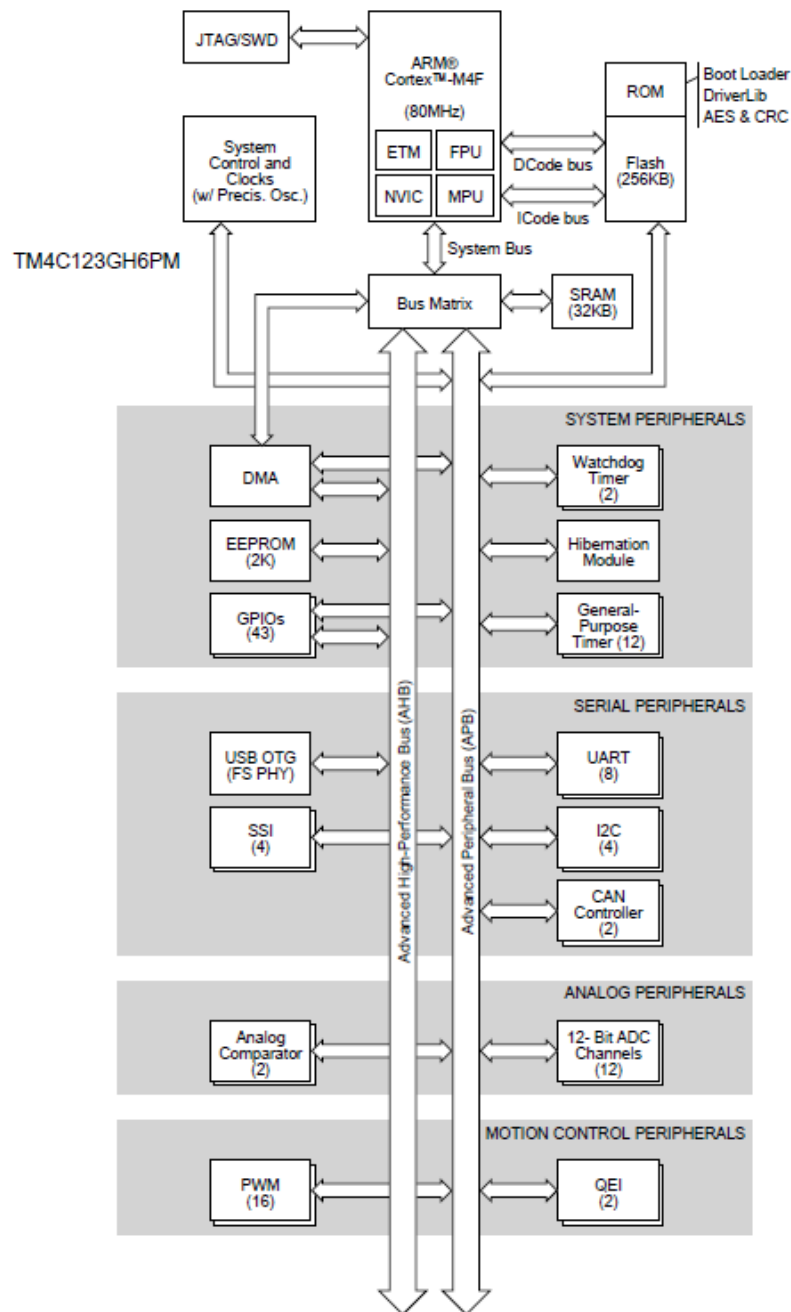 JTAG/SWD
ARM®
Cortex™-M4F
(80MHz)
ETM
FPU
NVIC
MPU
ROM
Boot Loader
DriverLib
AES & CRC
Flash
(256KB)
DCode bus
ICode bus
System
Control and
Clocks
(w/ Precis. Osc.)
TM4C123GH6PM
System Bus
Bus Matrix
SRAM
(32KB)
SYSTEM PERIPHERALS
DMA
Watchdog
Timer
(2)
EEPROM
(2K)
Hibernation
Module
GPIOs
(43)
General-
Purpose
Timer (12)
Advanced High-Performance Bus (AHB)
Advanced Peripheral Bus (APB)
SERIAL PERIPHERALS
USB OTG
(FS PHY)
UART
(8)
SSI
(4)
I2C
(4)
CAN
Controller
(2)
ANALOG PERIPHERALS
Analog
Comparator
(2)
12- Bit ADC
Channels
(12)
MOTION CONTROL PERIPHERALS
PWM
(16)
QEI
(2)